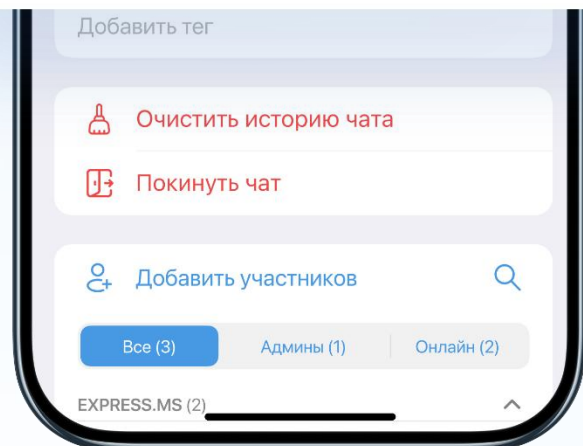 Добавить тег
Очистить историю чата
Покинуть чат
Добавить участников
Все (3) Админы (1) Онлайн (2)
EXPRESS.MS (2)